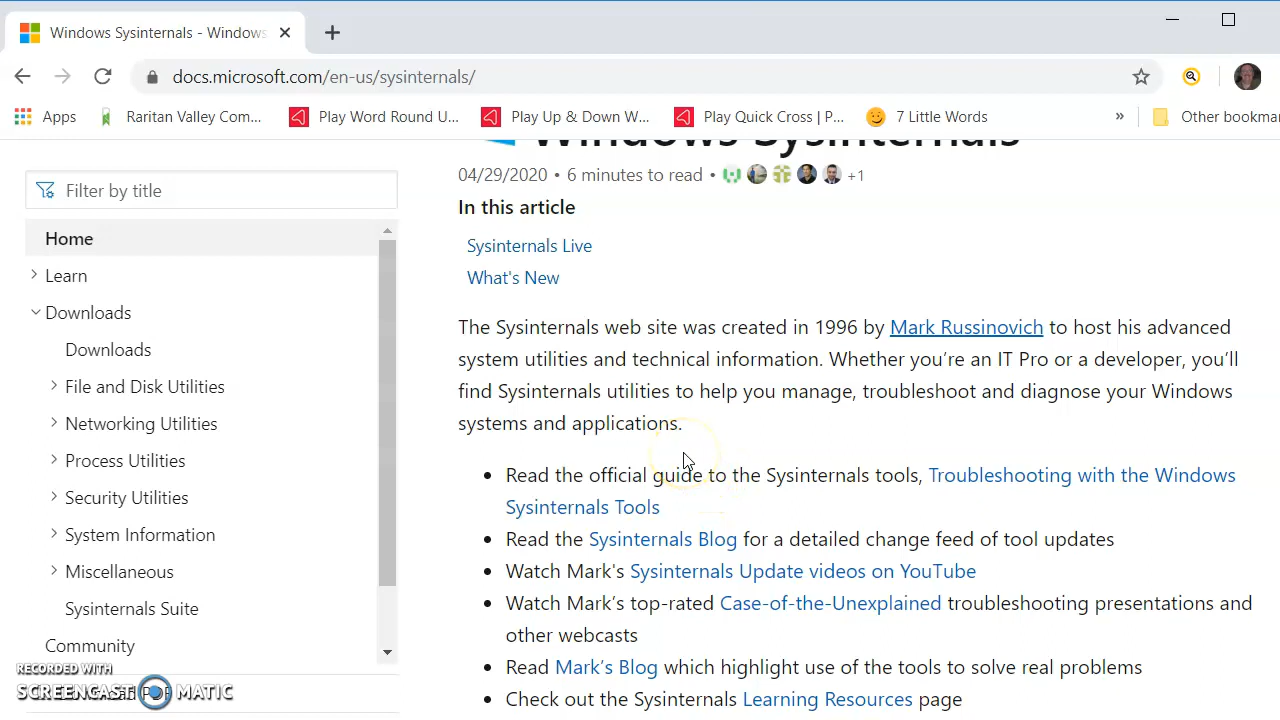 Windows Sysinternals - Windows
docs.microsoft.com/en-us/sysinternals/
Apps
Raritan Valley Com...
Play Word Round U...
Play Up & Down W...
Play Quick Cross | P...
7 Little Words
»
Other bookmar
Windows Sysinternals
04/29/2020 • 6 minutes to read •
+1
Filter by title
Home
Learn
Downloads
Downloads
File and Disk Utilities
Networking Utilities
Process Utilities
Security Utilities
System Information
Miscellaneous
Sysinternals Suite
Community
In this article
Sysinternals Live
What's New
The Sysinternals web site was created in 1996 by Mark Russinovich to host his advanced
system utilities and technical information. Whether you’re an IT Pro or a developer, you’ll
find Sysinternals utilities to help you manage, troubleshoot and diagnose your Windows
systems and applications.
• Read the official guide to the Sysinternals tools, Troubleshooting with the Windows
Sysinternals Tools
• Read the Sysinternals Blog for a detailed change feed of tool updates
• Watch Mark's Sysinternals Update videos on YouTube
• Watch Mark’s top-rated Case-of-the-Unexplained troubleshooting presentations and
other webcasts
• Read Mark’s Blog which highlight use of the tools to solve real problems
• Check out the Sysinternals Learning Resources page
RECORDED WITH
SCREENCAST MATIC